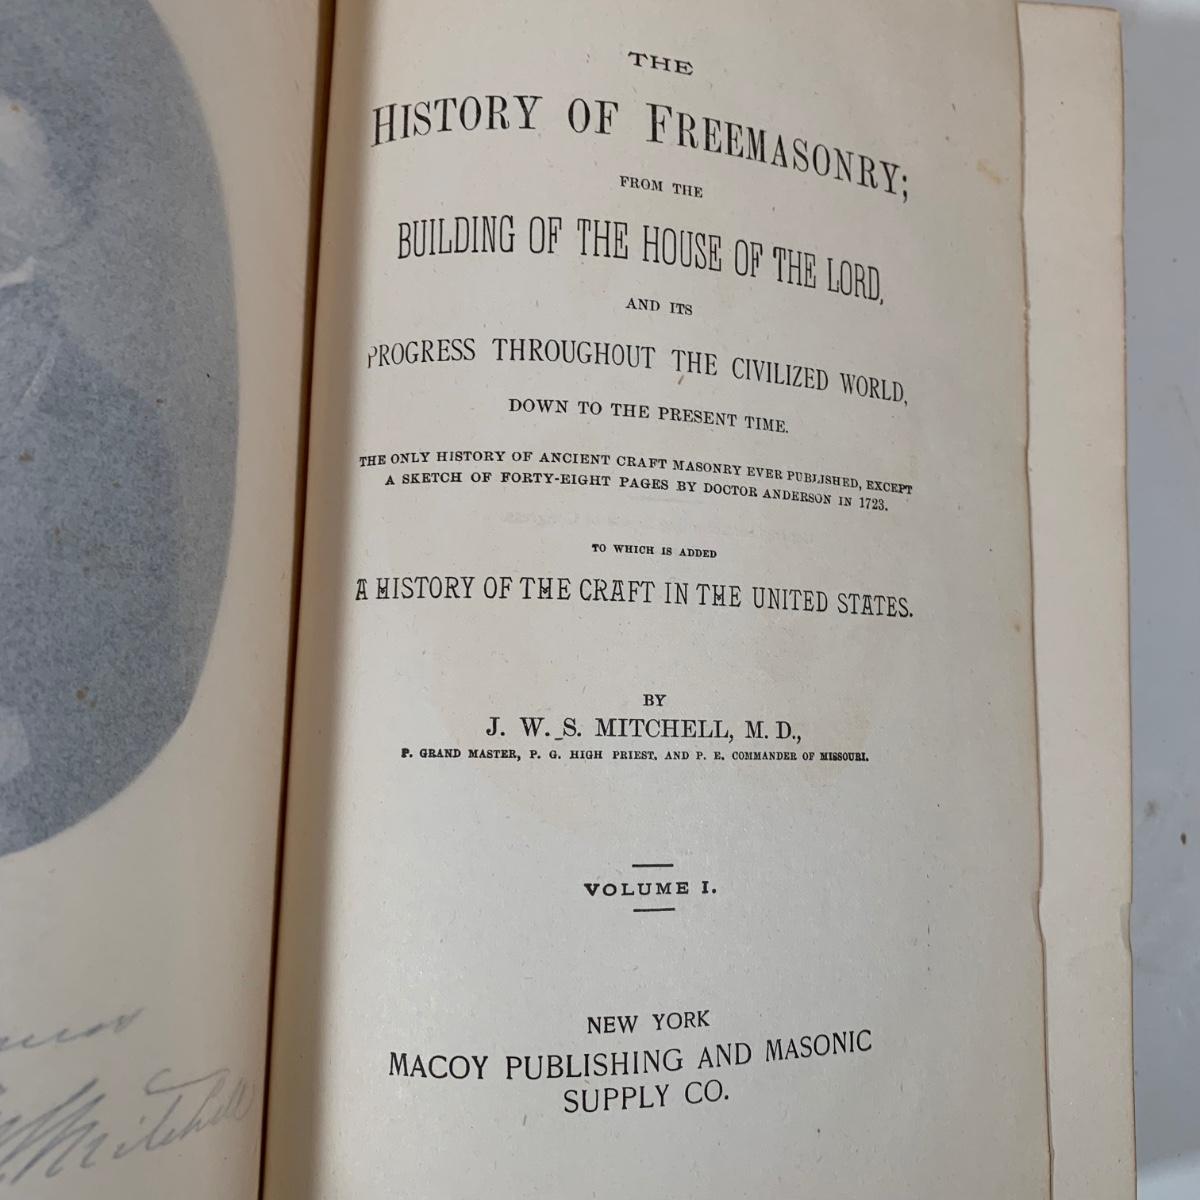 THE
HISTORY OF FREEMASONRY;
FROM THE
BUILDING OF THE HOUSE OF THE LORD,
AND ITS
PROGRESS THROUGHOUT THE CIVILIZED WORLD,
DOWN TO THE PRESENT TIME.
THE ONLY HISTORY OF ANCIENT CRAFT MASONRY EVER PUBLISHED, EXCEPT
A SKETCH OF FORTY-EIGHT PAGES BY DOCTOR ANDERSON IN 1723.
TO WHICH IS ADDED
A HISTORY OF THE CRAFT IN THE UNITED STATES.
BY
J. W. S. MITCHELL, M. D.,
P. GRAND MASTER, P. G. HIGH PRIEST, AND P. E. COMMANDER OF MISSOURI.
VOLUME I.
NEW YORK
MACOY PUBLISHING AND MASONIC
SUPPLY CO.
Mitchell